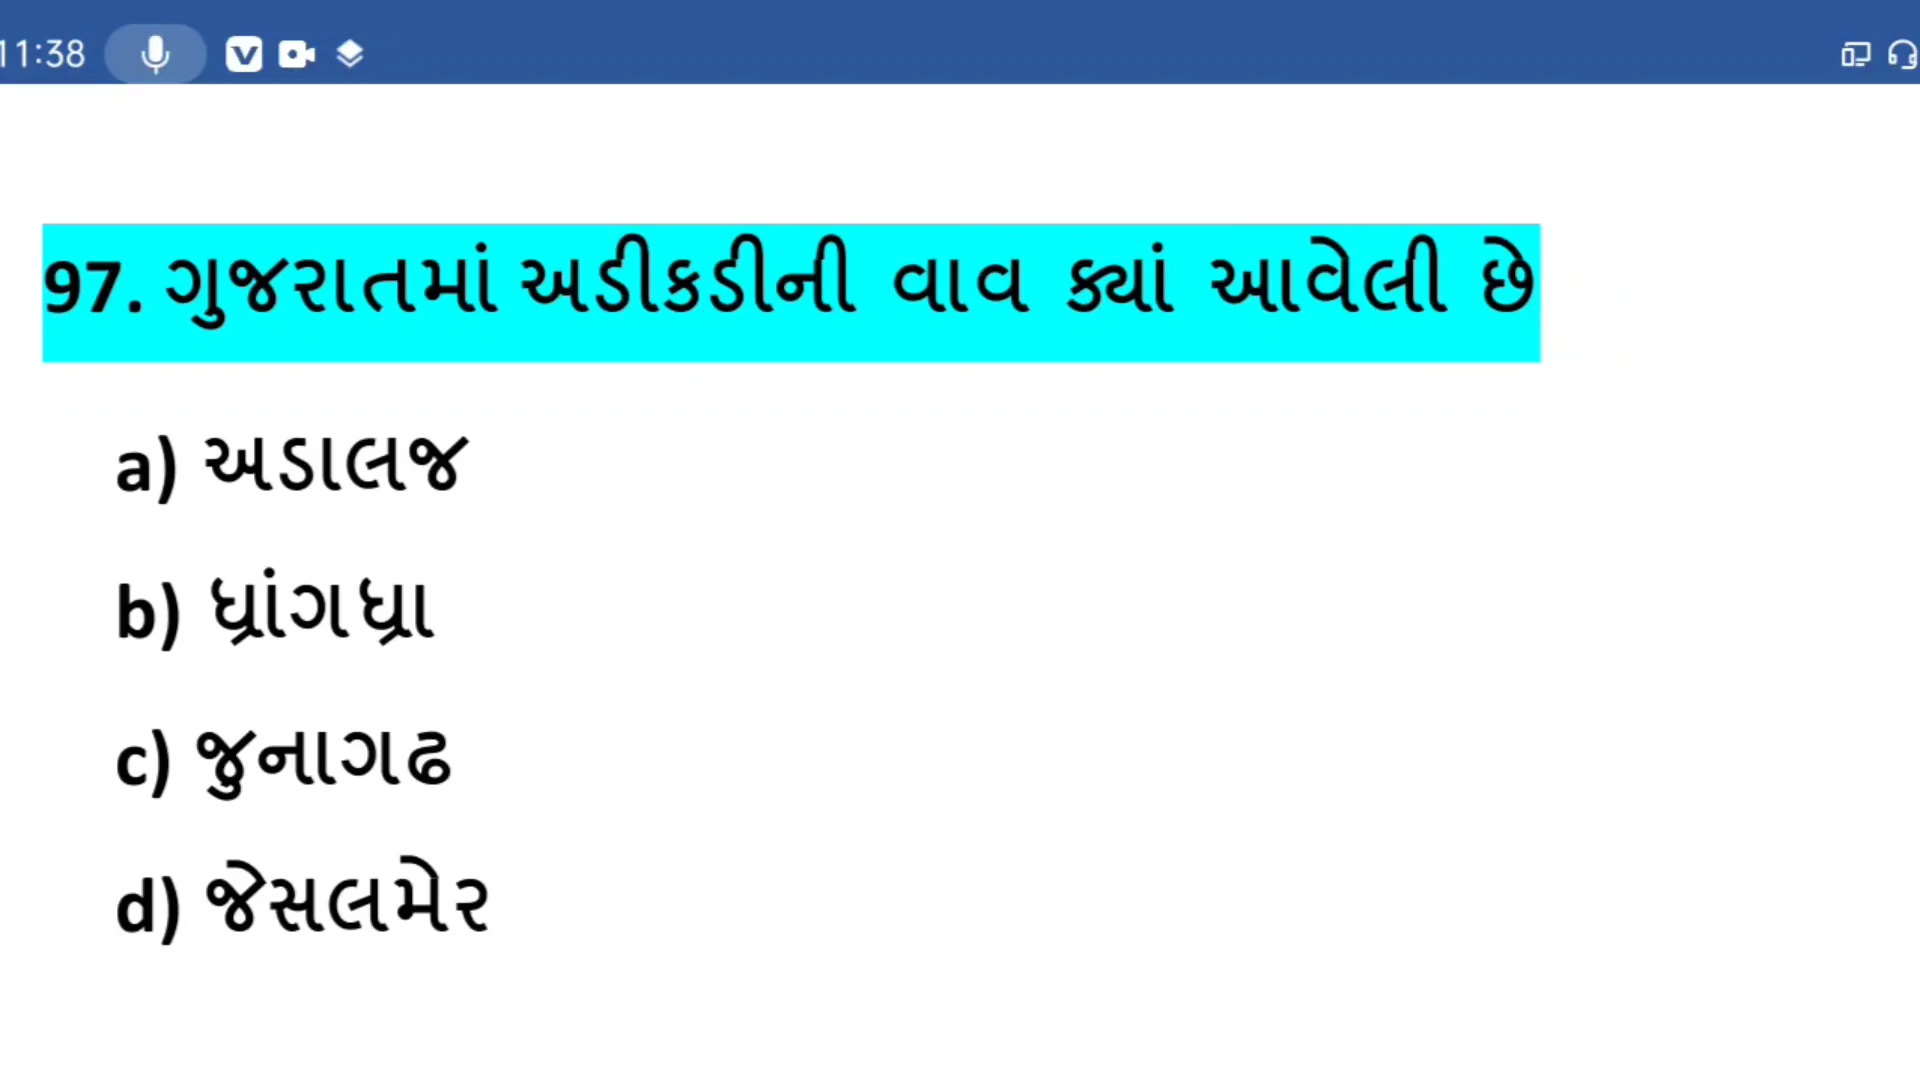 11:38
97. ગુજરાતમાં અડીકડીની વાવ ક્યાં આવેલી છે
a) અડાલજ
b) ધ્રાંગધ્રા
c) જુનાગઢ
d) જેસલમેર